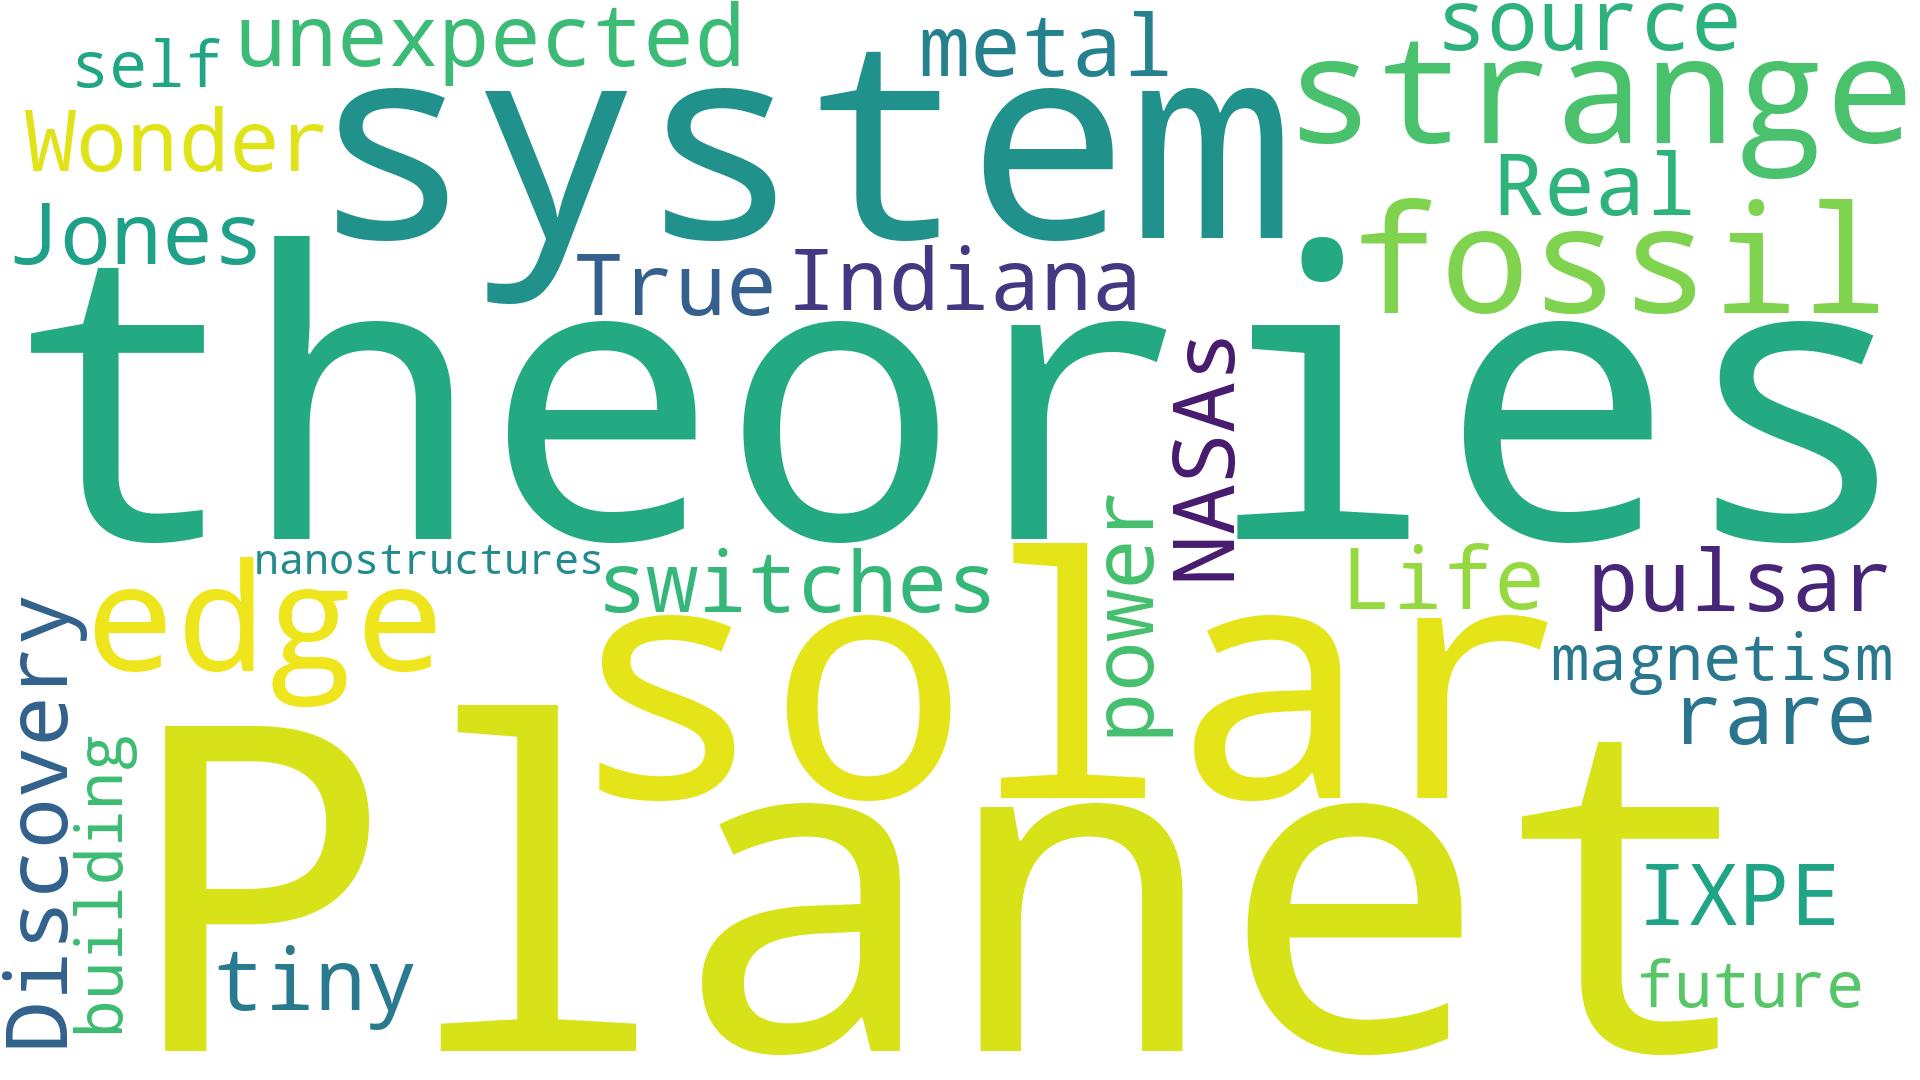 self
unexpected
metal
source
Wonder
system
strange
Jones
Real
True
Indiana
fossil
theories
NASAs
nanostructures
switches
power
Life
pulsar
edge
solar
magnetism
rare
Discovery
building
Planet
tiny
IXPE
future